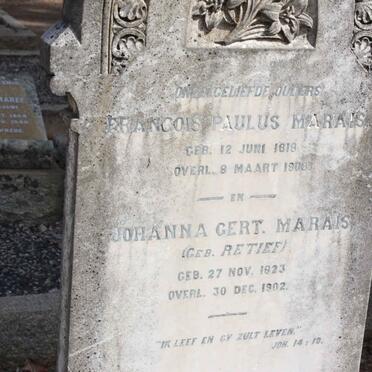 ONZE GELIEFDE OUDERS
FRANCOIS PAULUS MARAIS
GEB. 12 JUNI 1819
OVERL. 8 MAART 1908
EN
JOHANNA GERT. MARAIS
(GEB. RETIEF)
GEB. 27 NOV. 1823
OVERL. 30 DEC. 1902.
"IK LEEF EN GY ZULT LEVEN."
JOH. 14: 19.